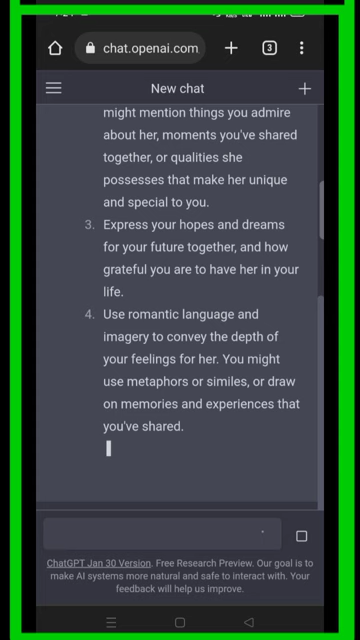 chat.openai.com
3
New chat
might mention things you admire
about her, moments you've shared
together, or qualities she
possesses that make her unique
and special to you.
3. Express your hopes and dreams
for your future together, and how
grateful you are to have her in your
life.
4. Use romantic language and
imagery to convey the depth of
your feelings for her. You might
use metaphors or similes, or draw
on memories and experiences that
you've shared.
ChatGPT Jan 30 Version. Free Research Preview. Our goal is to
make AI systems more natural and safe to interact with. Your
feedback will help us improve.